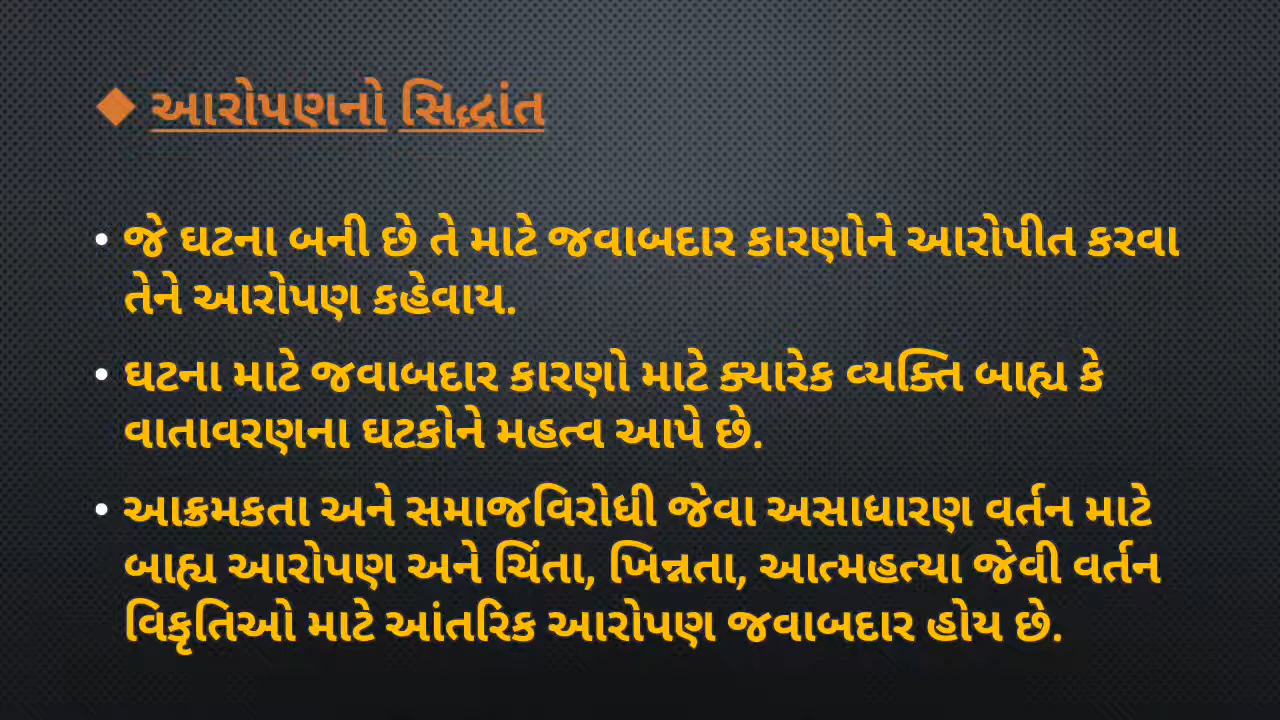 ◆ આરોપણનો સિદ્ધાંત
• જે ઘટના બની છે તે માટે જવાબદાર કારણોને આરોપીત કરવા
તેને આરોપણ કહેવાય.
• ઘટના માટે જવાબદાર કારણો માટે ક્યારેક વ્યક્તિ બાહ્ય કે
વાતાવરણના ઘટકોને મહત્વ આપે છે.
• આક્રમકતા અને સમાજવિરોધી જેવા અસાધારણ વર્તન માટે
બાહ્ય આરોપણ અને ચિંતા, ખિન્નતા, આત્મહત્યા જેવી વર્તન
વિકૃતિઓ માટે આંતરિક આરોપણ જવાબદાર હોય છે.